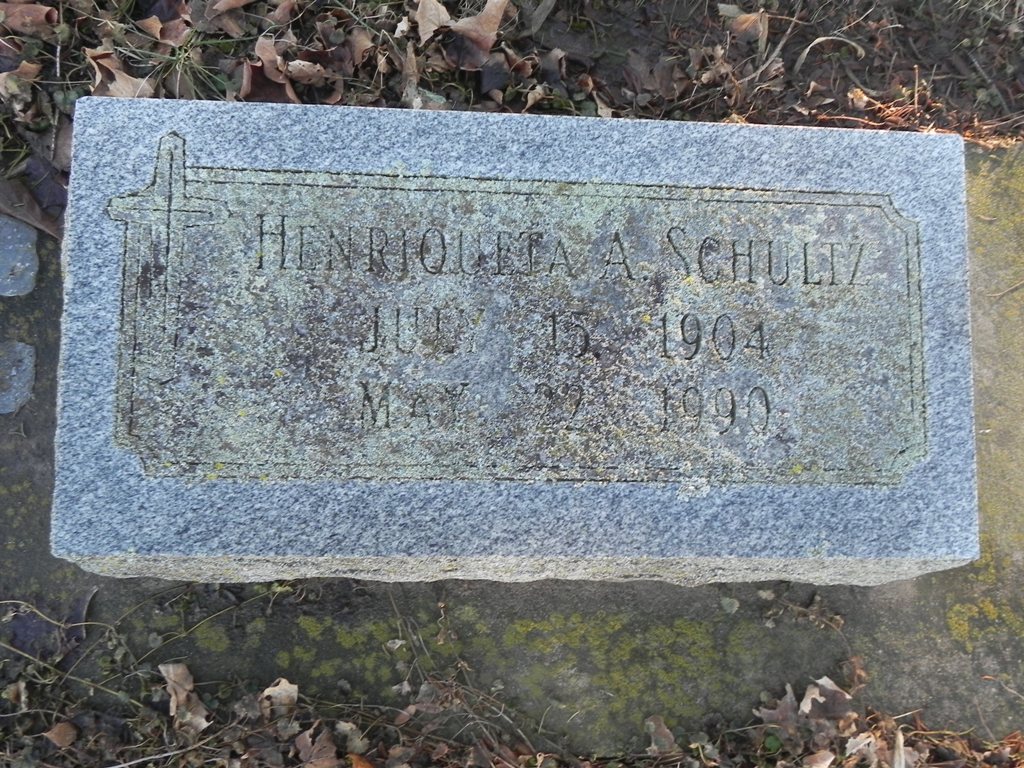 HENRIQUETA A. SCHULTZ
JULY 15, 1904
MAY 22, 1990